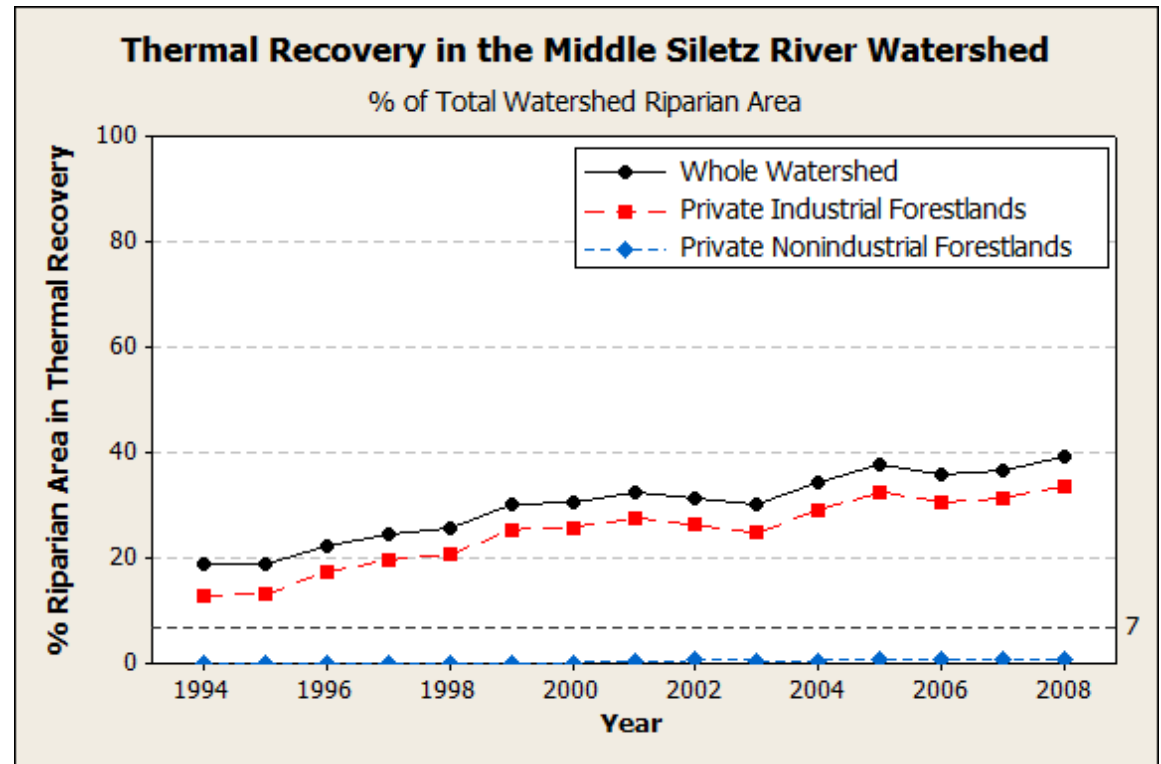 Thermal Recovery in the Middle Siletz River Watershed
% of Total Watershed Riparian Area
% Riparian Area in Thermal Recovery
100
80
60
40
20
0
Whole Watershed
Private Industrial Forestlands
Private Nonindustrial Forestlands
7
1994 1996 1998 2000 2002 2004 2006 2008
Year